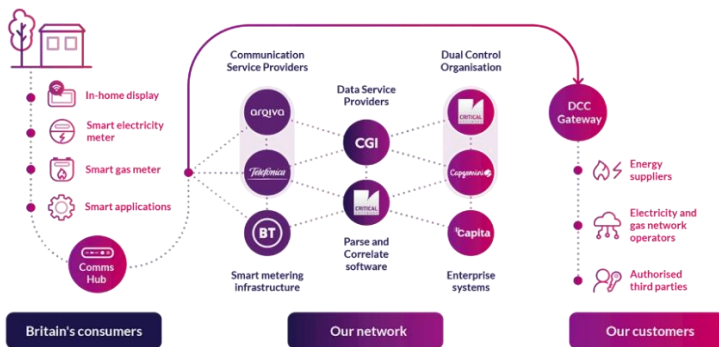 Communication
Service Providers
Dual Control
Organisation
Data Service
Providers
In-home display
Smart electricity
meter
Smart gas meter
Smart applications
Comms
Hub
arqiva
Telefónica
BT
Smart metering
infrastructure
CGI
CRITICAL
Parse and
Correlate
software
CRITICAL
Capgemini
Capita
Enterprise
systems
DCC
Gateway
Energy
suppliers
Electricity and
gas network
operators
Authorised
third parties
Britain's consumers
Our network
Our customers